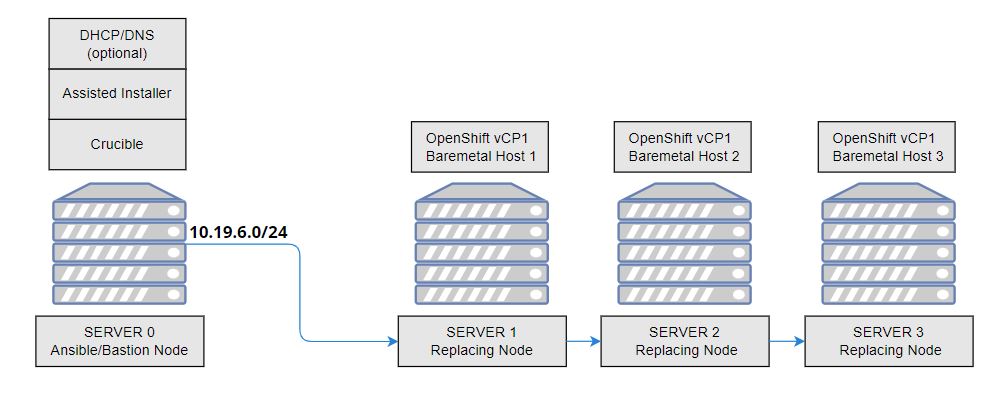 DHCP/DNS
(optional)
Assisted Installer
Crucible
10.19.6.0/24
SERVER 0
Ansible/Bastion Node
OpenShift vCP1
Baremetal Host 1
SERVER 1
Replacing Node
OpenShift vCP1
Baremetal Host 2
SERVER 2
Replacing Node
OpenShift vCP1
Baremetal Host 3
SERVER 3
Replacing Node